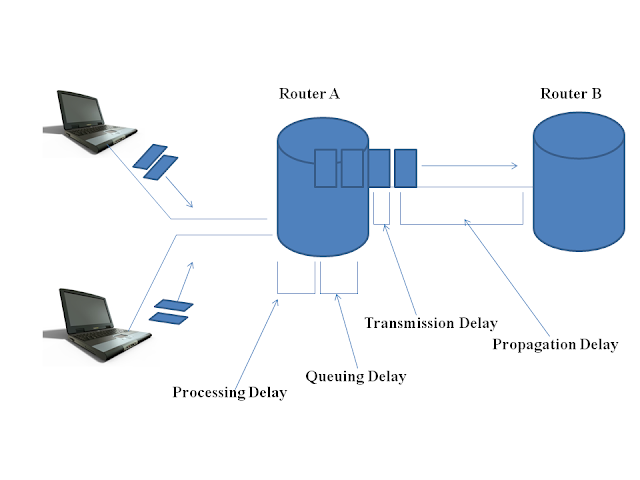 Router A
Router B
Transmission Delay
Propagation Delay
Queuing Delay
Processing Delay